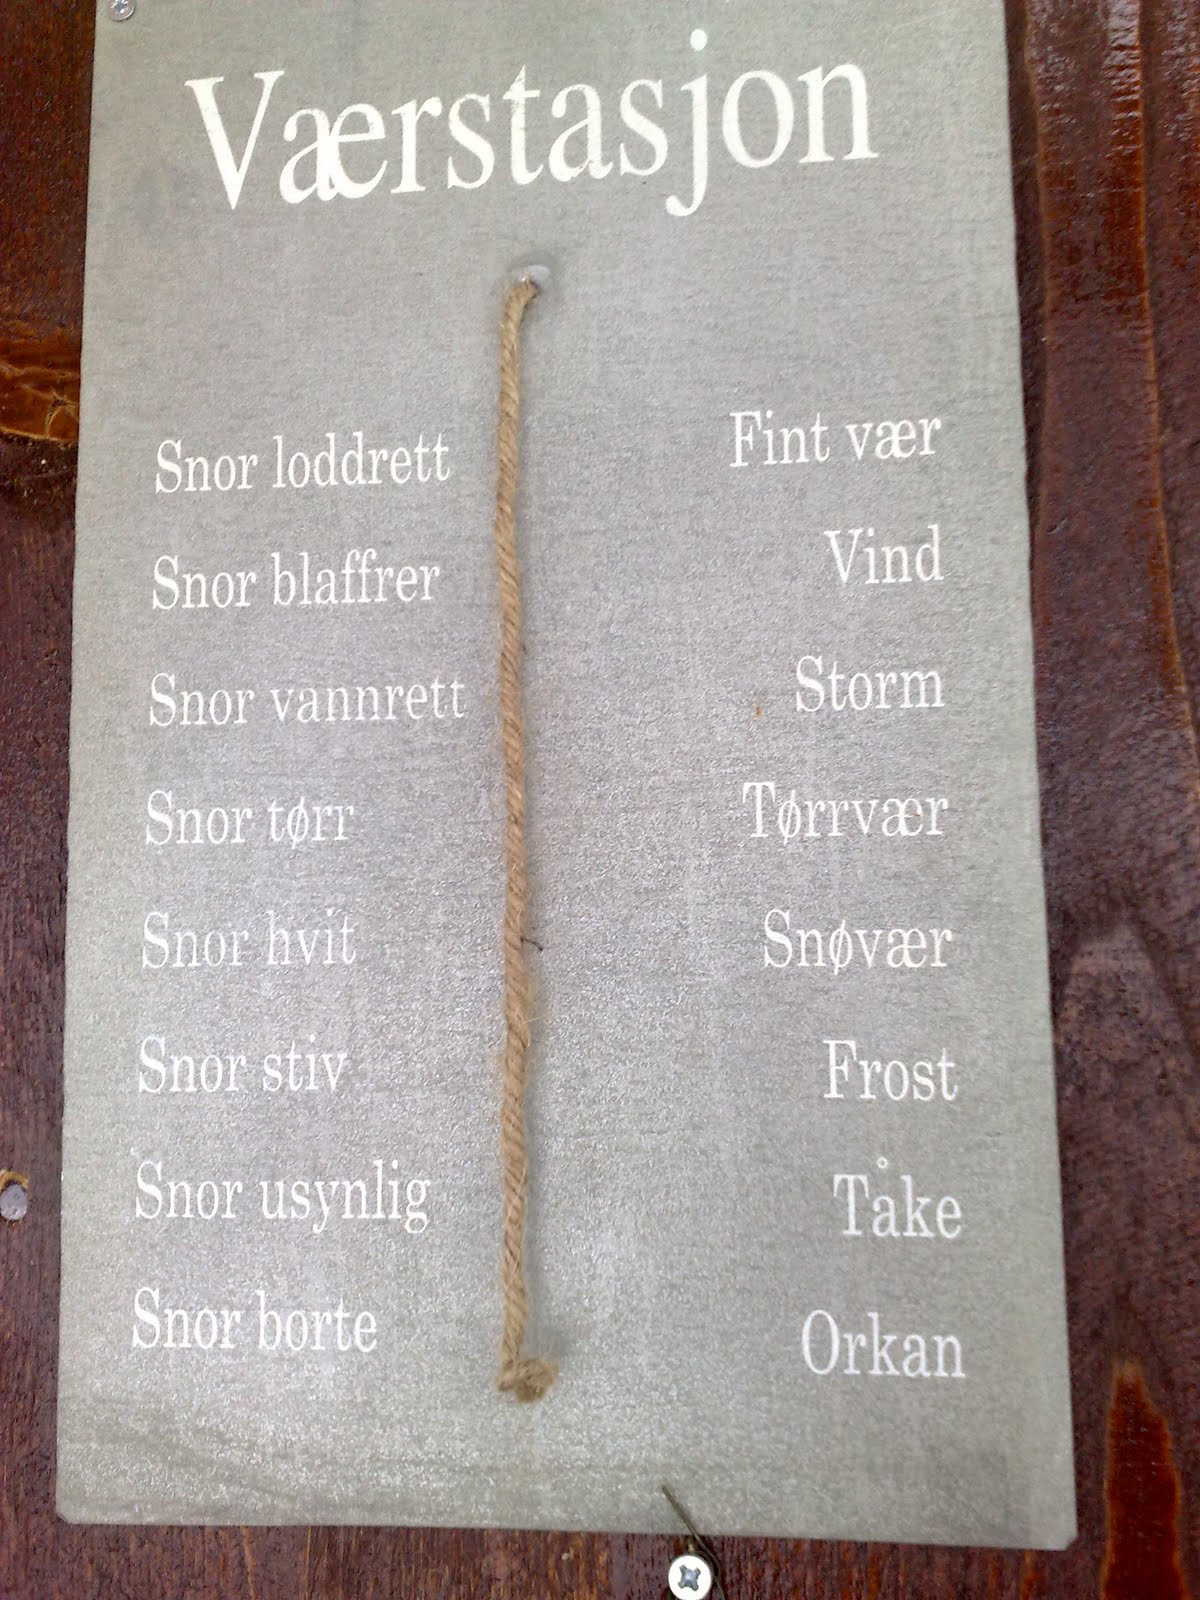 Værstasjon
Snor loddrett Fint vær
Snor blaffrer Vind
Snor vannrett Storm
Snor tørr Tørrvær
Snor hvit Snøvær
Snor stiv Frost
Snor usynlig Tåke
Snor borte Orkan